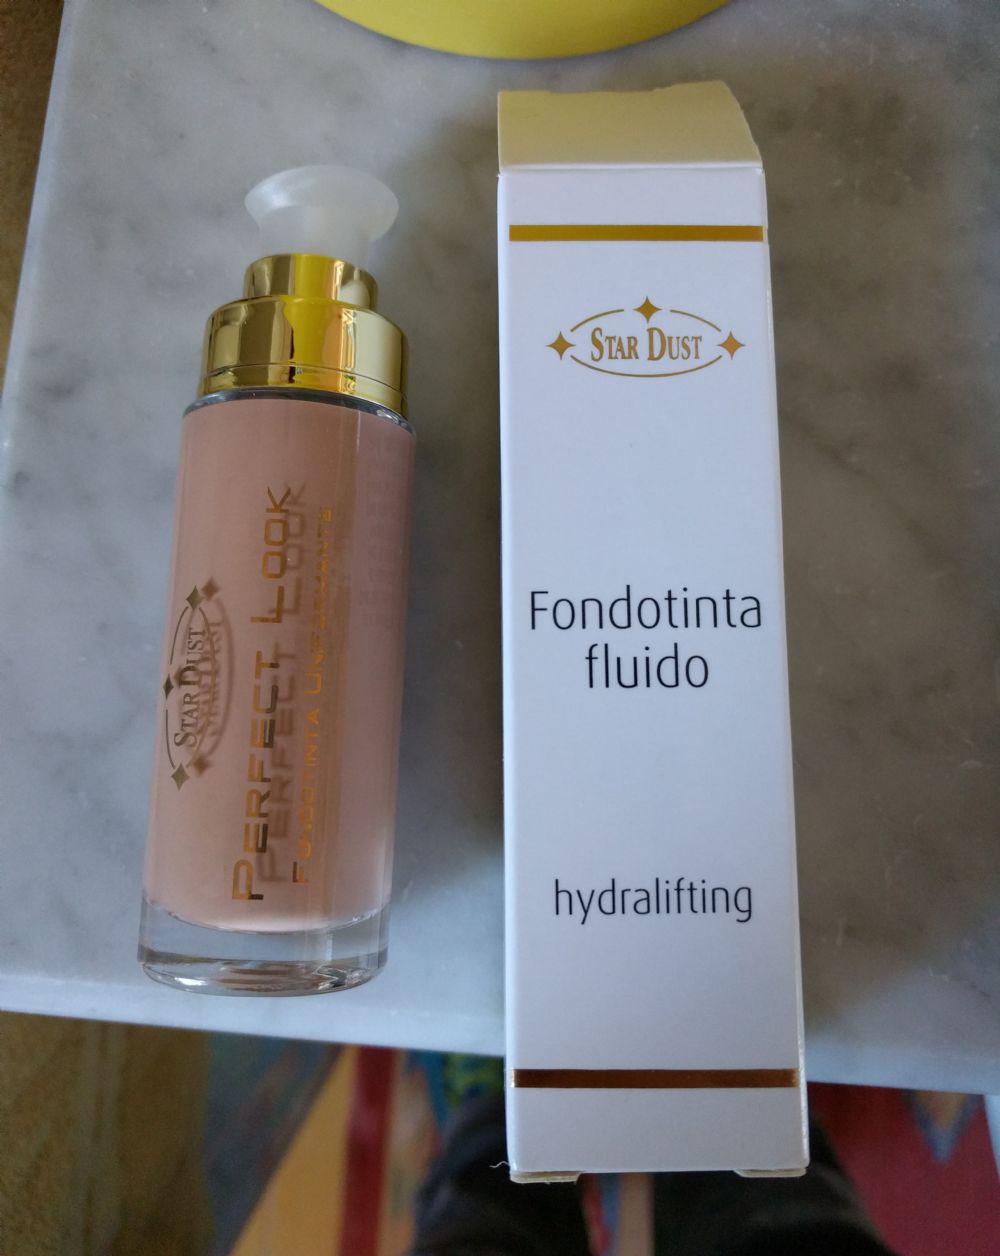 STAR DUST
PERFECT LOOK
FONDOTINTA UNIFORMANTE
STAR DUST
Fondotinta
fluido
hydralifting